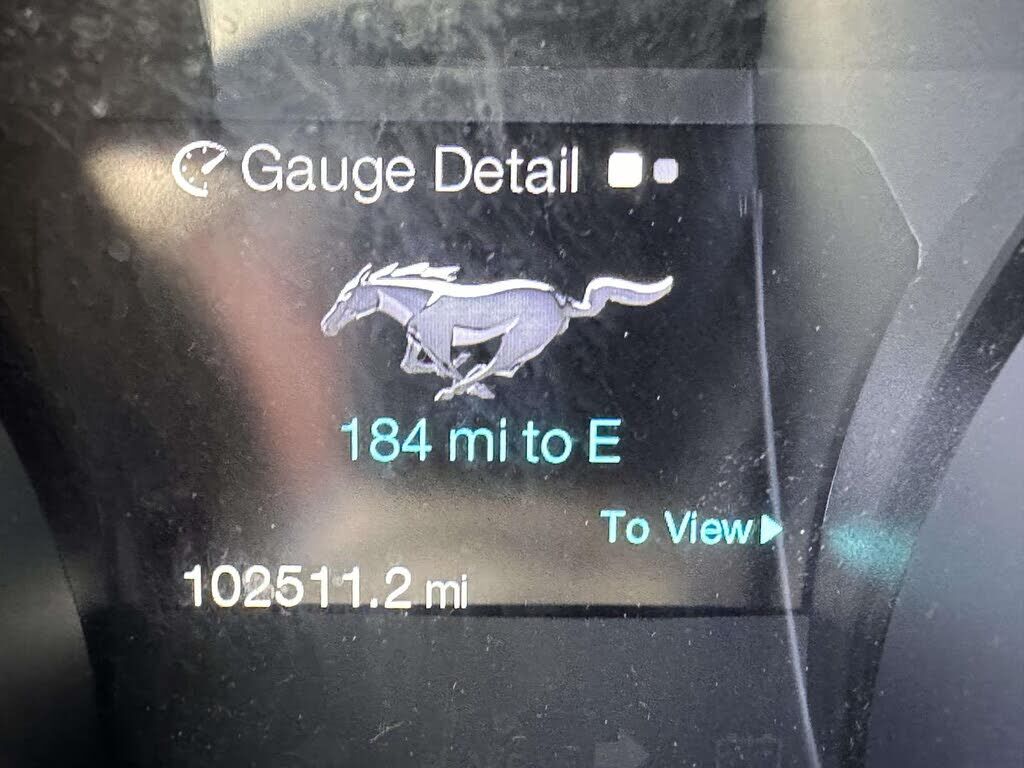 Gauge Detail
184 mi to E
To View
102511.2 mi